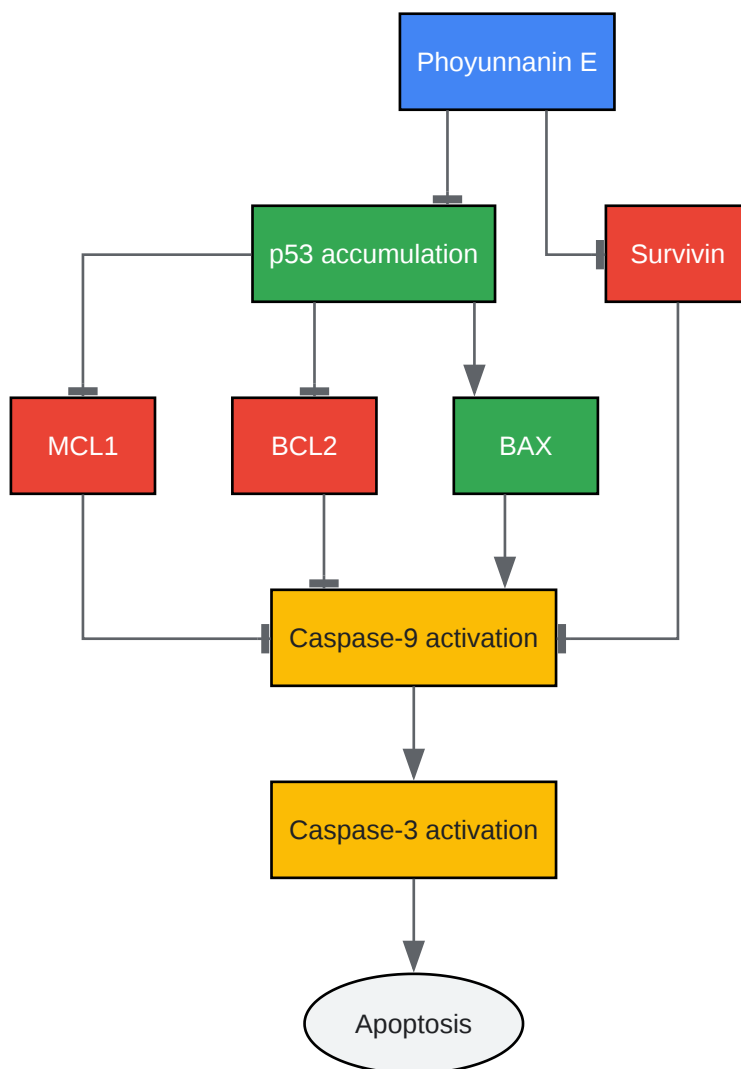 Phoyunnanin E
p53 accumulation
Survivin
MCL1
BCL2
BAX
Caspase-9 activation
Caspase-3 activation
Apoptosis